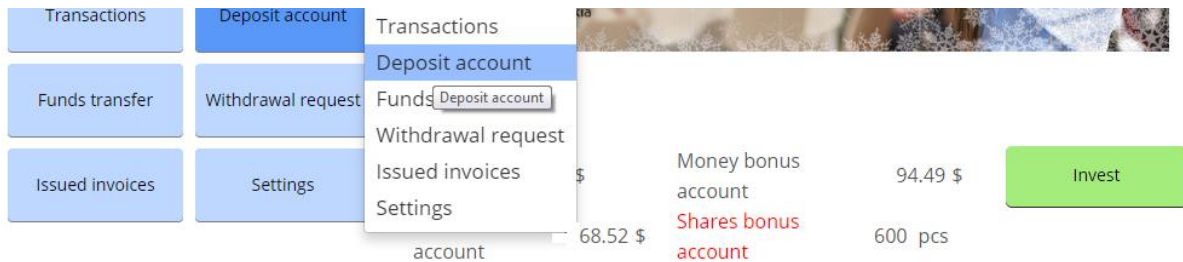 Transactions
Deposit account
Transactions
Deposit account
Funds
Deposit account
Withdrawal request
Issued invoices
Settings
Funds transfer
Withdrawal request
Issued invoices
Settings
$
Money bonus
account
94.49 $
Invest
account
68.52 $
Shares bonus
account
600 pcs